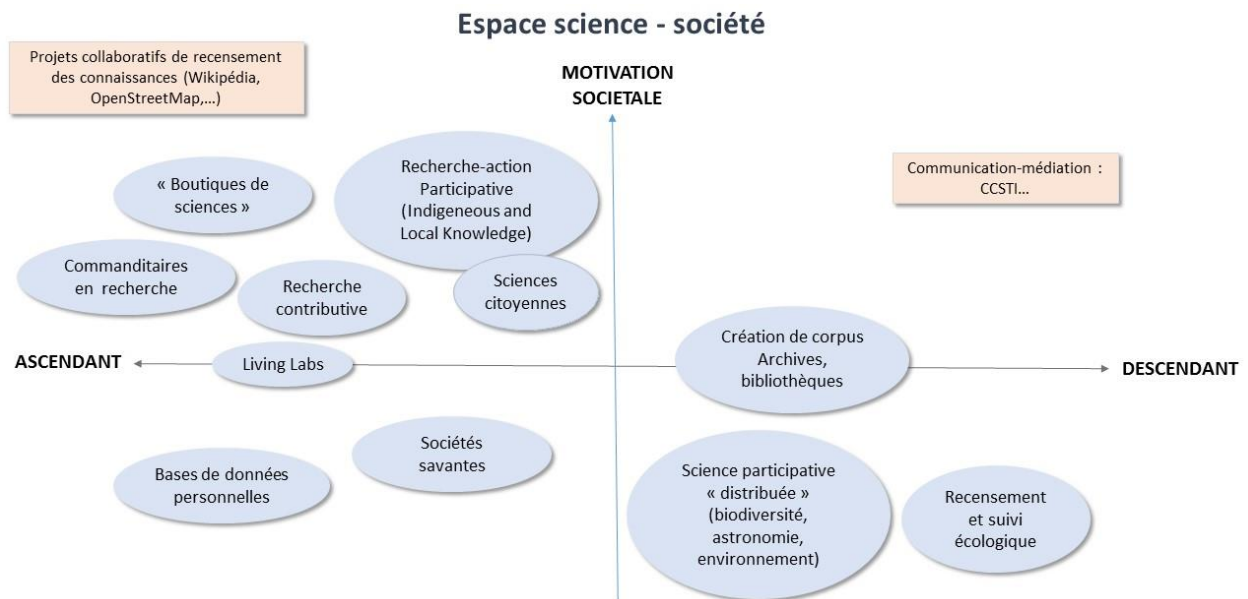 Espace science - société
Projets collaboratifs de recensement
des connaissances (Wikipédia,
OpenStreetMap,...)
MOTIVATION
SOCIETALE
Communication-médiation :
CCSTI...
« Boutiques de
sciences »
Recherche-action
Participative
(Indigeneous and
Local Knowledge)
Commanditaires
en recherche
Recherche
contributive
Sciences
citoyennes
Création de corpus
Archives,
bibliothèques
ASCENDANT
Living Labs
DESCENDANT
Bases de données
personnelles
Sociétés
savantes
Science participative
« distribuée »
(biodiversité,
astronomie,
environnement)
Recensement
et suivi
écologique